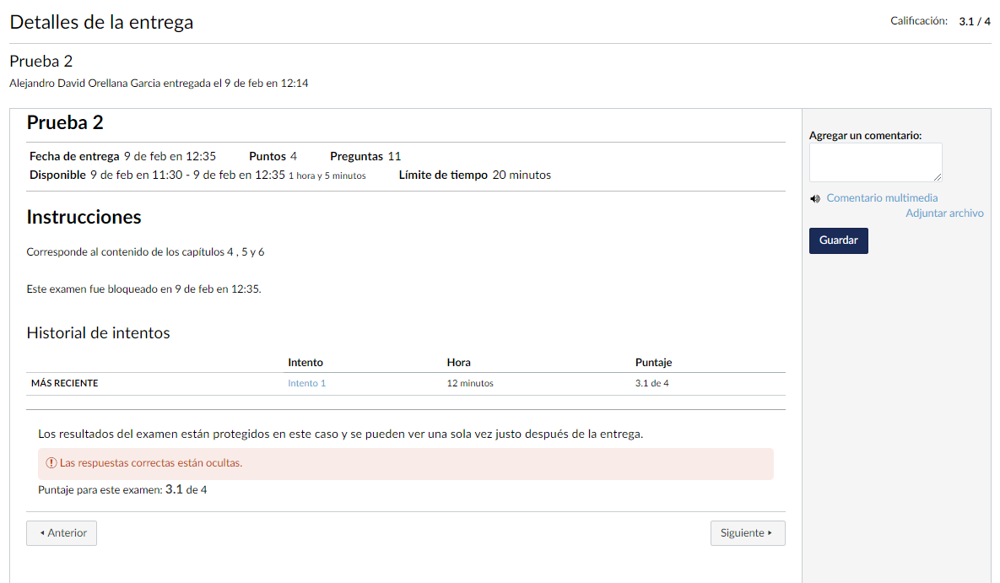 Detalles de la entrega
Calificación: 3.1 / 4
Prueba 2
Alejandro David Orellana Garcia entregada el 9 de feb en 12:14
Prueba 2
Fecha de entrega 9 de feb en 12:35 Puntos 4 Preguntas 11
Disponible 9 de feb en 11:30 - 9 de feb en 12:35 1 hora y 5 minutos Límite de tiempo 20 minutos
Instrucciones
Corresponde al contenido de los capítulos 4 , 5 y 6
Este examen fue bloqueado en 9 de feb en 12:35.
Historial de intentos
Intento Hora Puntaje
MÁS RECIENTE Intento 1 12 minutos 3.1 de 4
Los resultados del examen están protegidos en este caso y se pueden ver una sola vez justo después de la entrega.
Las respuestas correctas están ocultas.
Puntaje para este examen: 3.1 de 4
Anterior
Siguiente
Agregar un comentario:
Comentario multimedia
Adjuntar archivo
Guardar